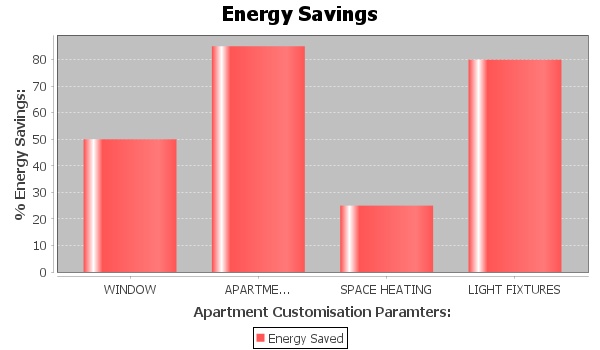 Energy Savings
% Energy Savings:
80
70
60
50
40
30
20
10
0
WINDOW APARTME... SPACE HEATING LIGHT FIXTURES
Apartment Customisation Paramters:
Energy Saved